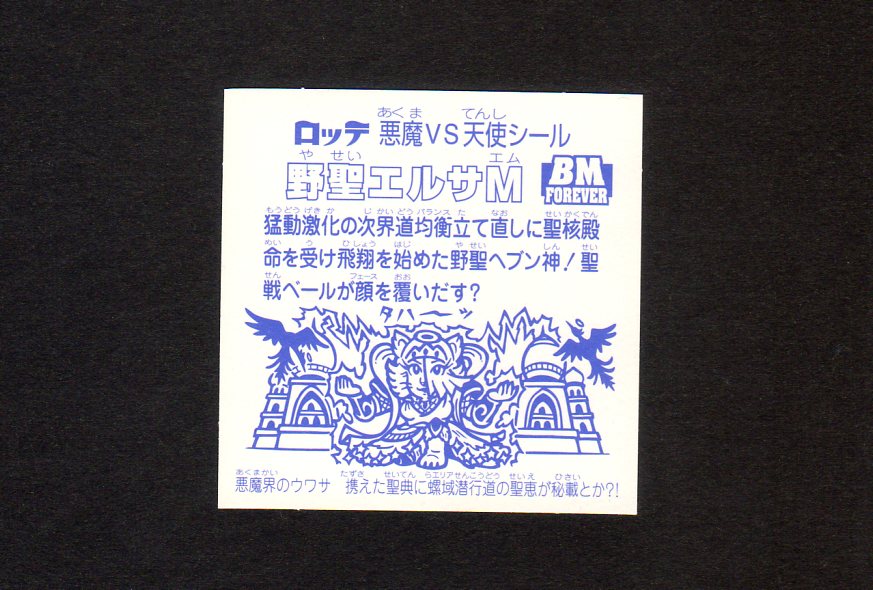 ロッテ 悪魔VS天使シール
野聖エルサM
BM
FOREVER
猛動激化の次界道均衡立て直しに聖核殿
命を受け飛翔を始めた野聖ヘブン神!聖
戦ベールが顔を覆いだす?
タハーッ
悪魔界のウワサ 携えた聖典に螺域潜行道の聖恵が秘載とか?!